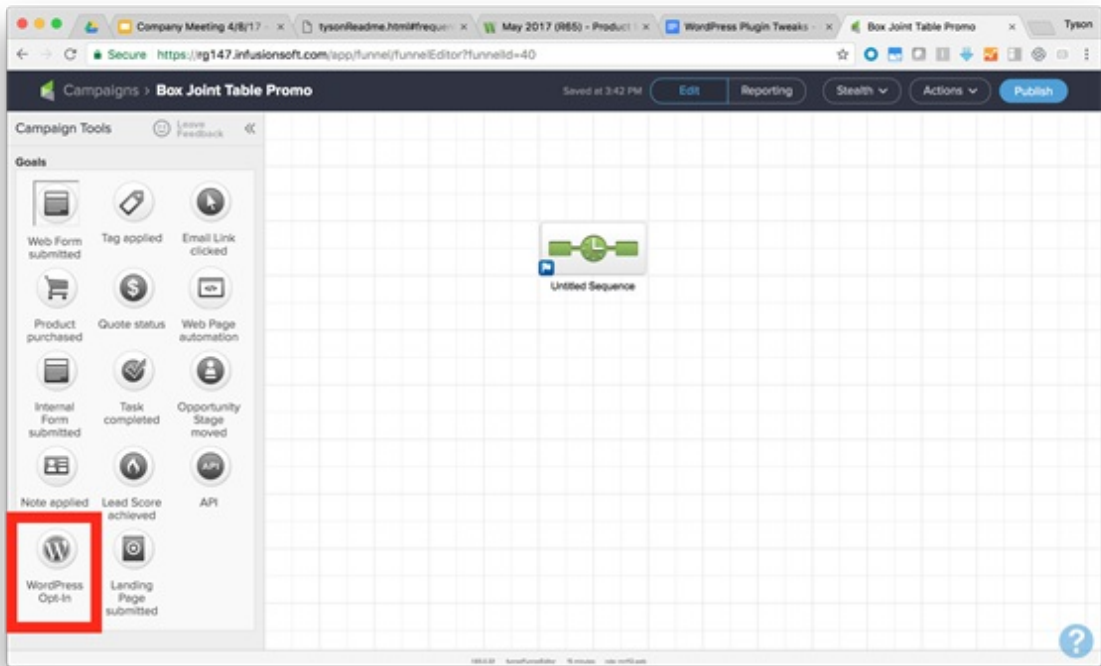 Company Meeting 4/8/17 -
tysonReadme.html#frequen
May 2017 (R65) - Product
WordPress Plugin Tweaks -
Box Joint Table Promo
Tyson
Secure https://rg147.infusionsoft.com/app/funnel/funnelEditor?funnelId=40
Campaigns > Box Joint Table Promo
Saved at 3:42 PM
Edit
Reporting
Stealth
Actions
Publish
Campaign Tools
Leave
Feedback
Goals
Web Form
submitted
Tag applied
Email Link
clicked
Product
purchased
Quote status
Web Page
automation
Internal
Form
submitted
Task
completed
Opportunity
Stage
moved
Note applied
Lead Score
achieved
API
API
WordPress
Opt-In
Landing
Page
submitted
Untitled Sequence